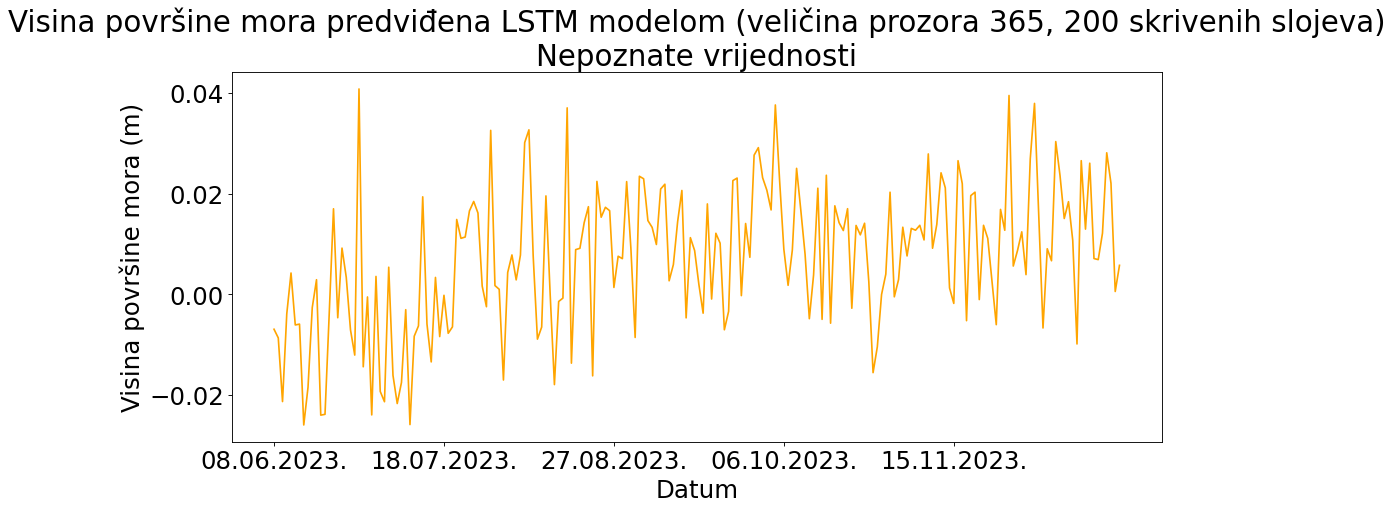 Visina površine mora predviđena LSTM modelom (veličina prozora 365, 200 skrivenih slojeva)
Nepoznate vrijednosti
Visina površine mora (m)
0.04
0.02
0.00
−0.02
08.06.2023. 18.07.2023. 27.08.2023. 06.10.2023. 15.11.2023.
Datum